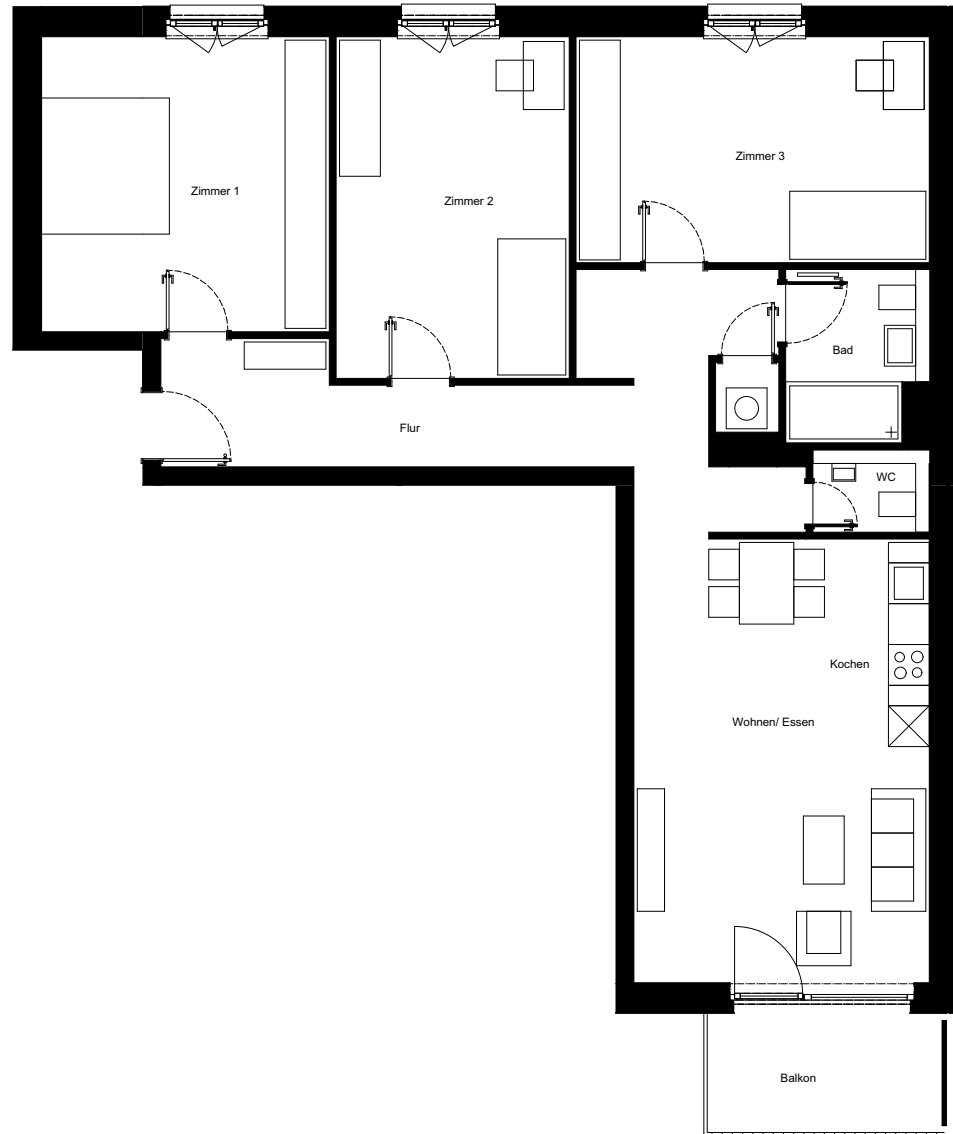 Zimmer 3
Zimmer 1
Zimmer 2
Bad
Flur
WC
Kochen
Wohnen/ Essen
Balkon